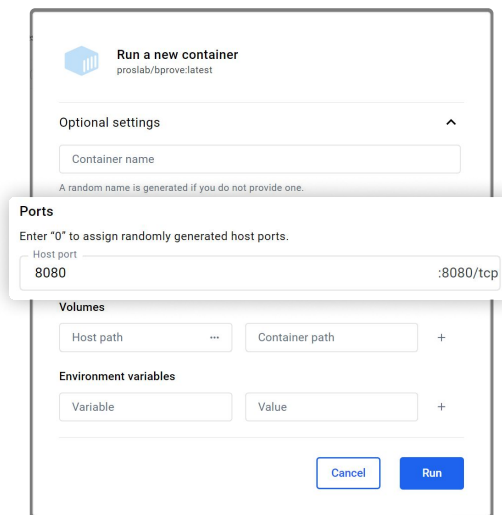 Run a new container
proslab/bprove:latest
Optional settings
Container name
A random name is generated if you do not provide one.
Ports
Enter “0” to assign randomly generated host ports.
Host port
8080 :8080/tcp
Volumes
Host path ··· Container path +
Environment variables
Variable Value +
Cancel Run